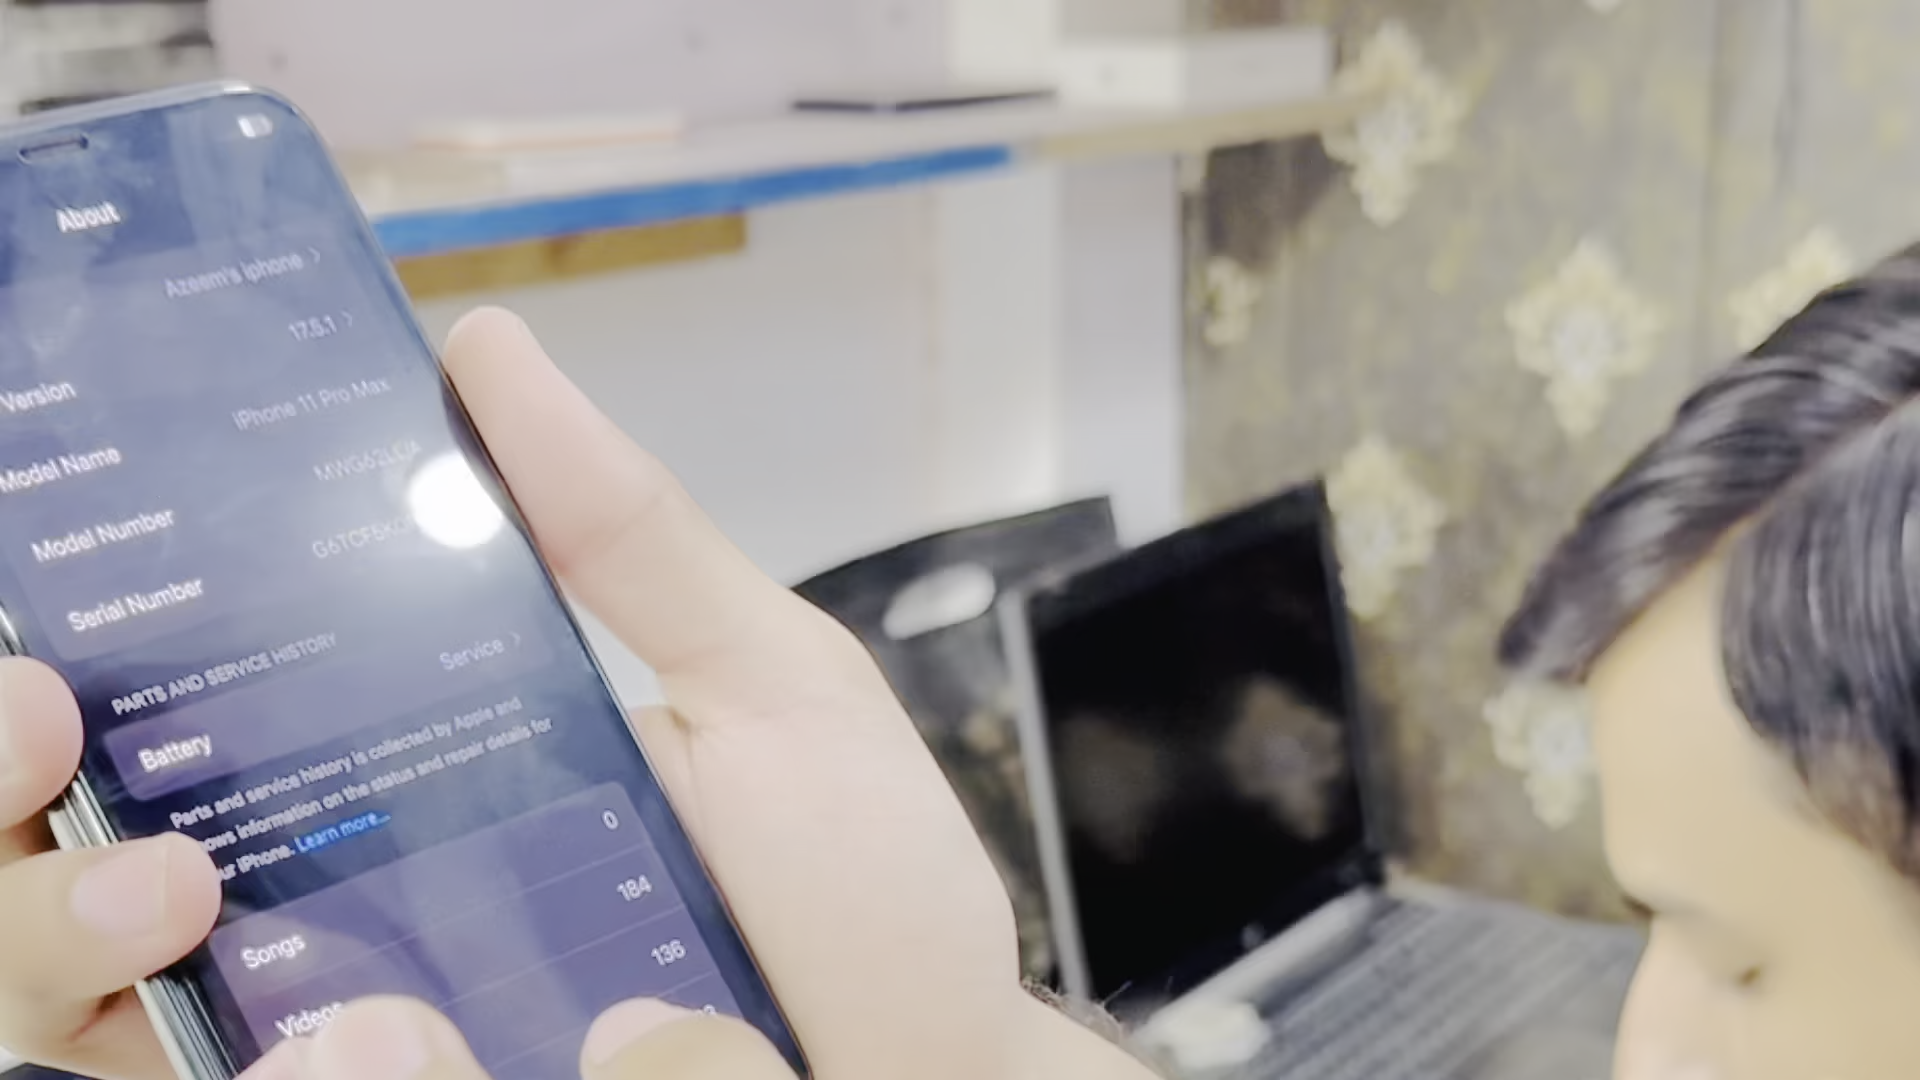 About
Azeem's iphone
Version 17.5.1
Model Name iPhone 11 Pro Max
Model Number
Serial Number
PARTS AND SERVICE HISTORY
Battery Service
Parts and service history is collected by Apple and
information on the status and repair details for
iPhone. Learn more...
Songs 0
Videos 184
136